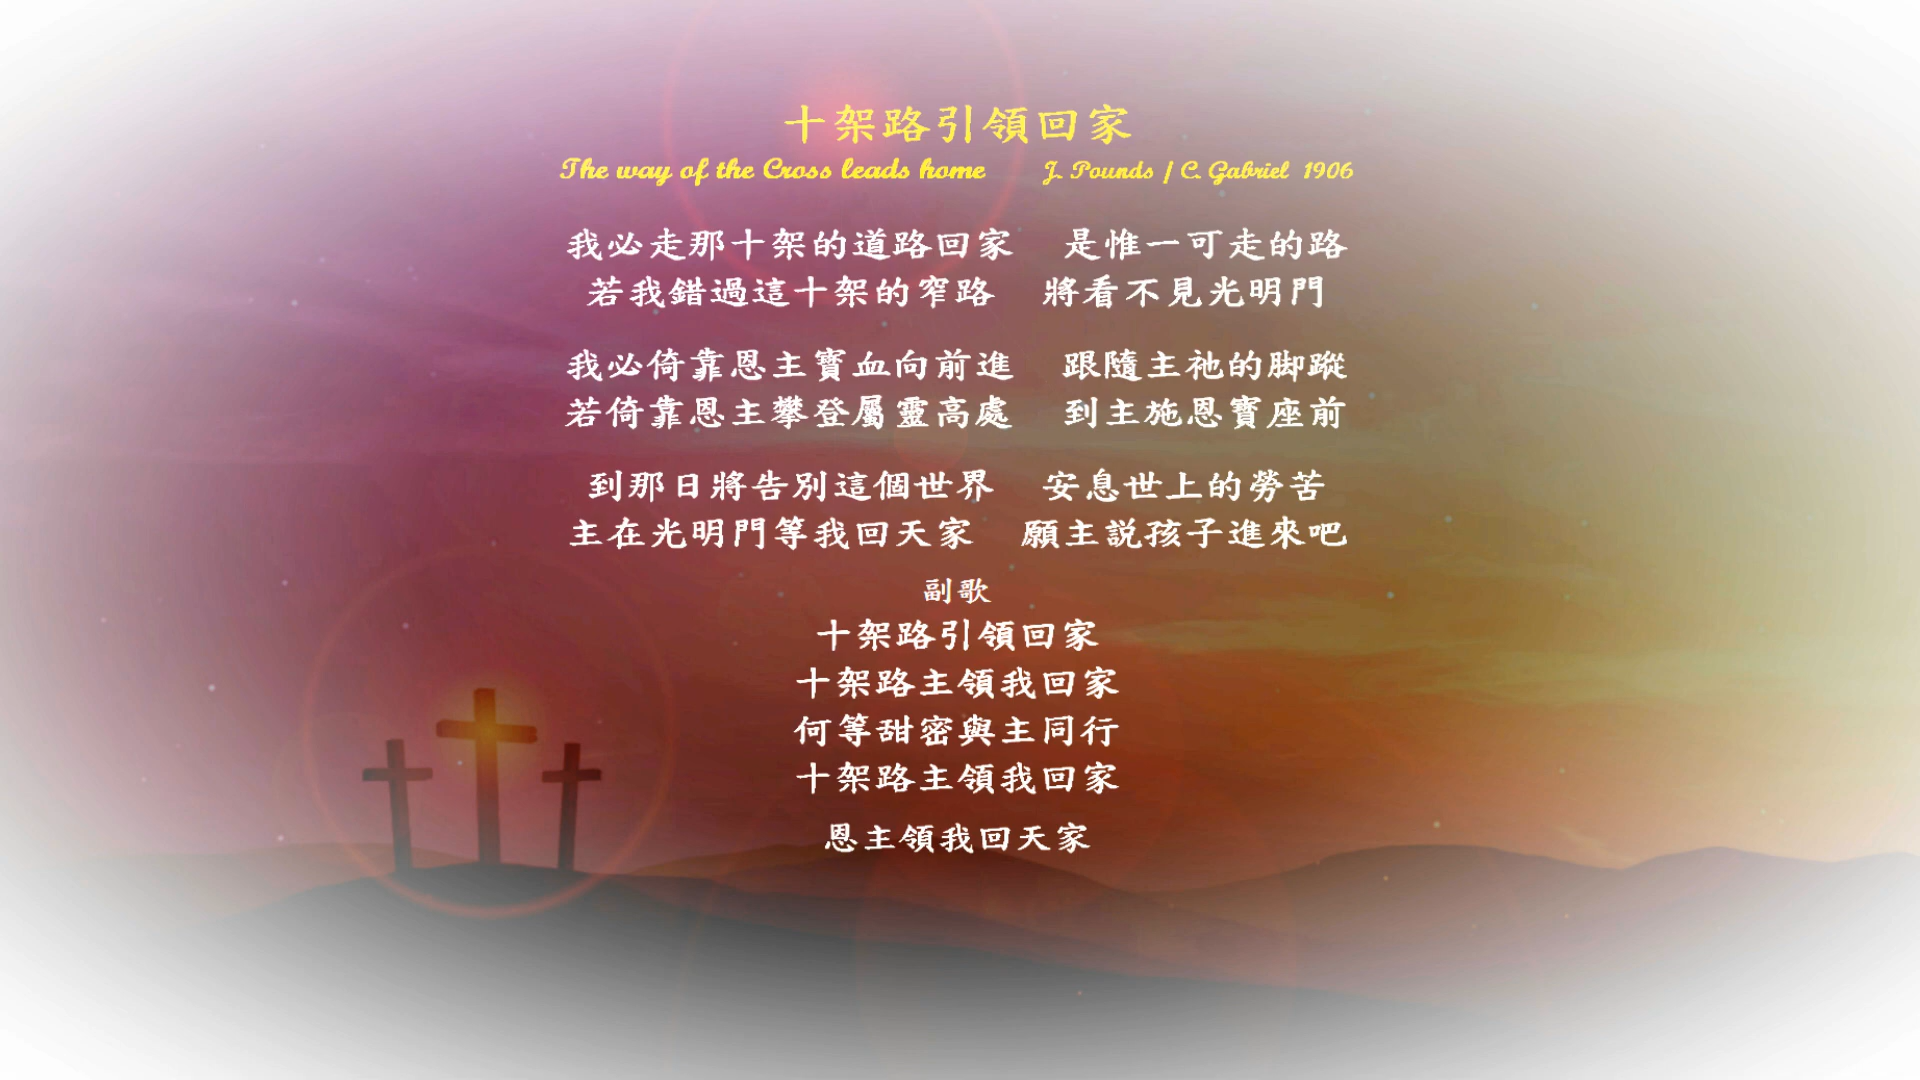 十架路引領回家
The way of the Cross leads home J. Pounds / C. Gabriel 1906
我必走那十架的道路回家 是惟一可走的路
若我錯過這十架的窄路 將看不見光明門
我必倚靠恩主寶血向前進 跟隨主祂的脚蹤
若倚靠恩主攀登屬靈高處 到主施恩寶座前
到那日將告別這個世界 安息世上的勞苦
主在光明門等我回天家 願主説孩子進來吧
副歌
十架路引領回家
十架路主領我回家
何等甜密與主同行
十架路主領我回家
恩主領我回天家